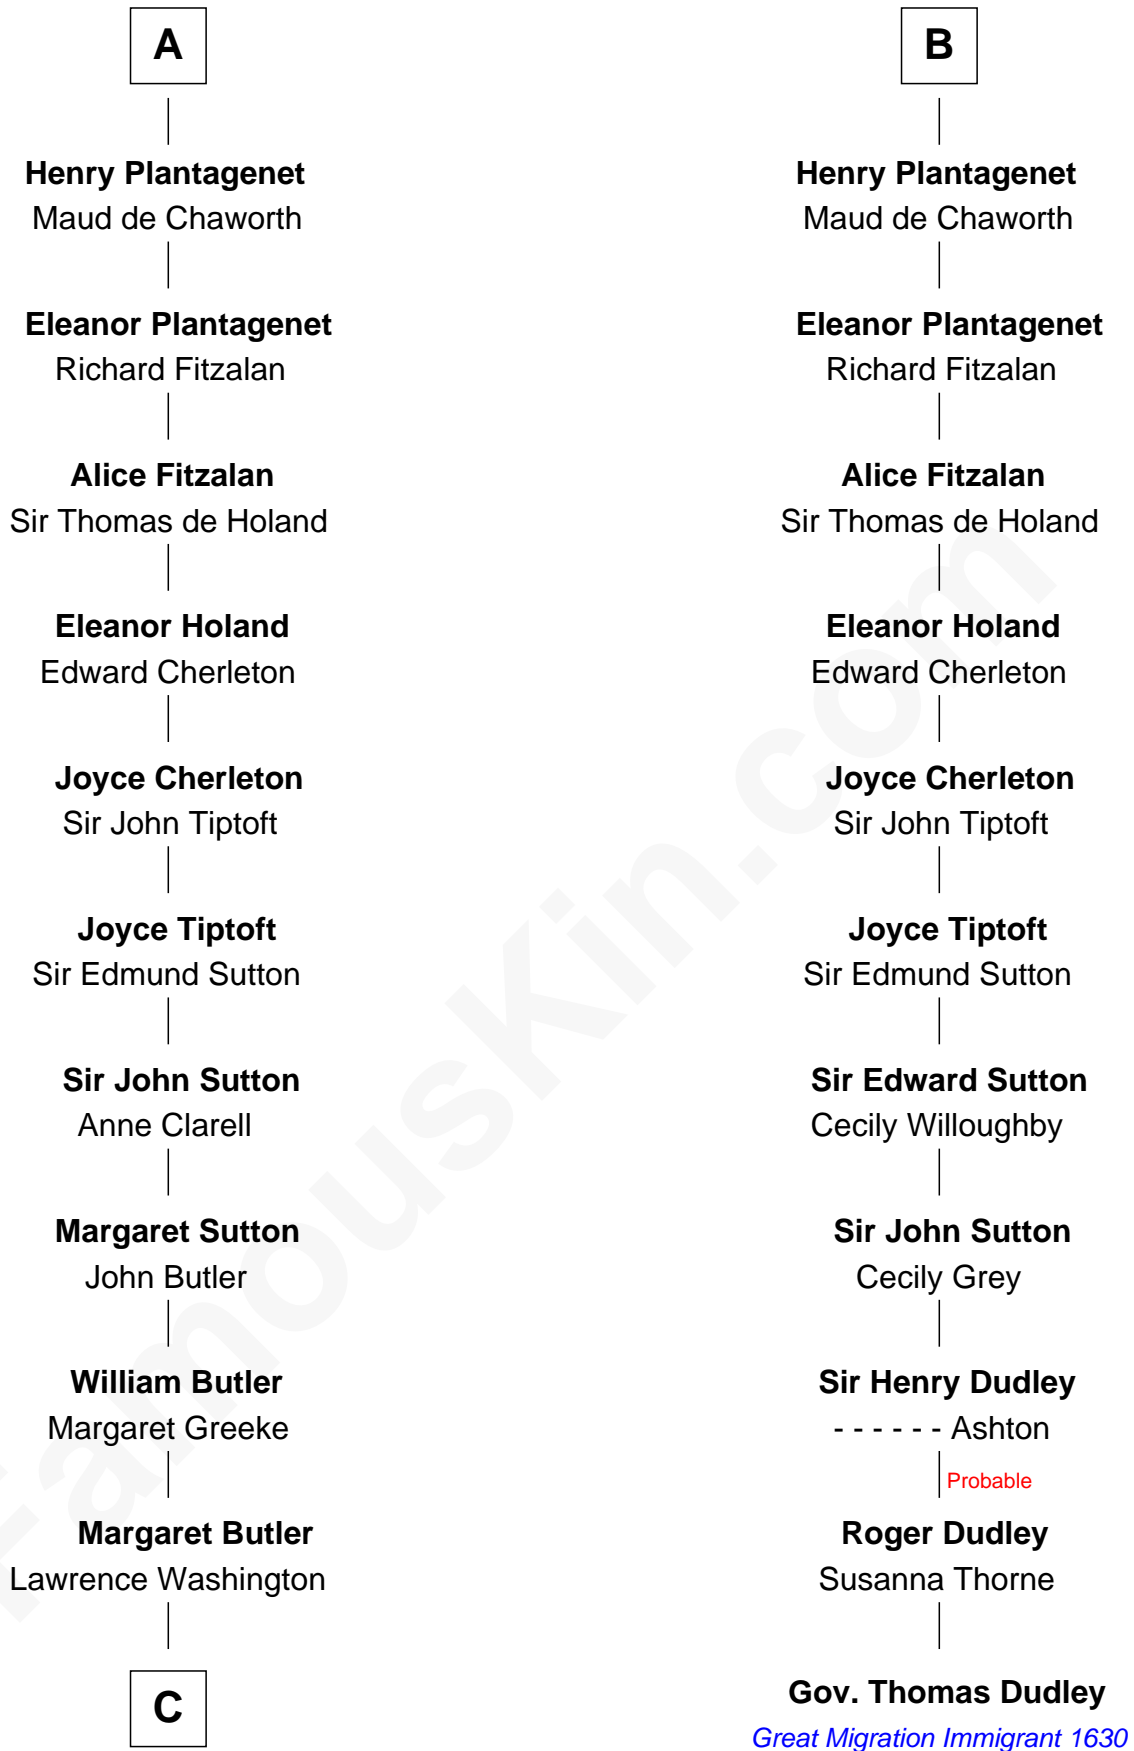 A
Henry Plantagenet
Maud de Chaworth
Eleanor Plantagenet
Richard Fitzalan
Alice Fitzalan
Sir Thomas de Holand
Eleanor Holand
Edward Cherleton
Joyce Cherleton
Sir John Tiptoft
Joyce Tiptoft
Sir Edmund Sutton
Sir John Sutton
Anne Clarell
Margaret Sutton
John Butler
William Butler
Margaret Greeke
Margaret Butler
Lawrence Washington
C
B
Henry Plantagenet
Maud de Chaworth
Eleanor Plantagenet
Richard Fitzalan
Alice Fitzalan
Sir Thomas de Holand
Eleanor Holand
Edward Cherleton
Joyce Cherleton
Sir John Tiptoft
Joyce Tiptoft
Sir Edmund Sutton
Sir Edward Sutton
Cecily Willoughby
Sir John Sutton
Cecily Grey
Sir Henry Dudley
- - - - - - Ashton
Probable
Roger Dudley
Susanna Thorne
Gov. Thomas Dudley
Great Migration Immigrant 1630
FamousKin.com